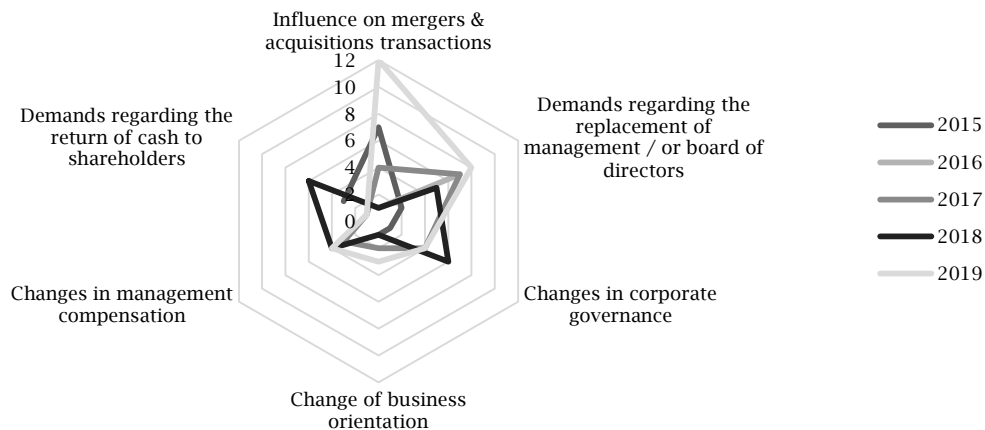 Influence on mergers &
acquisitions transactions
12
10
8
6
4
2
0
Demands regarding the
replacement of
management / or board of
directors
Changes in corporate
governance
Change of business
orientation
Changes in management
compensation
Demands regarding the
return of cash to
shareholders
2015
2016
2017
2018
2019